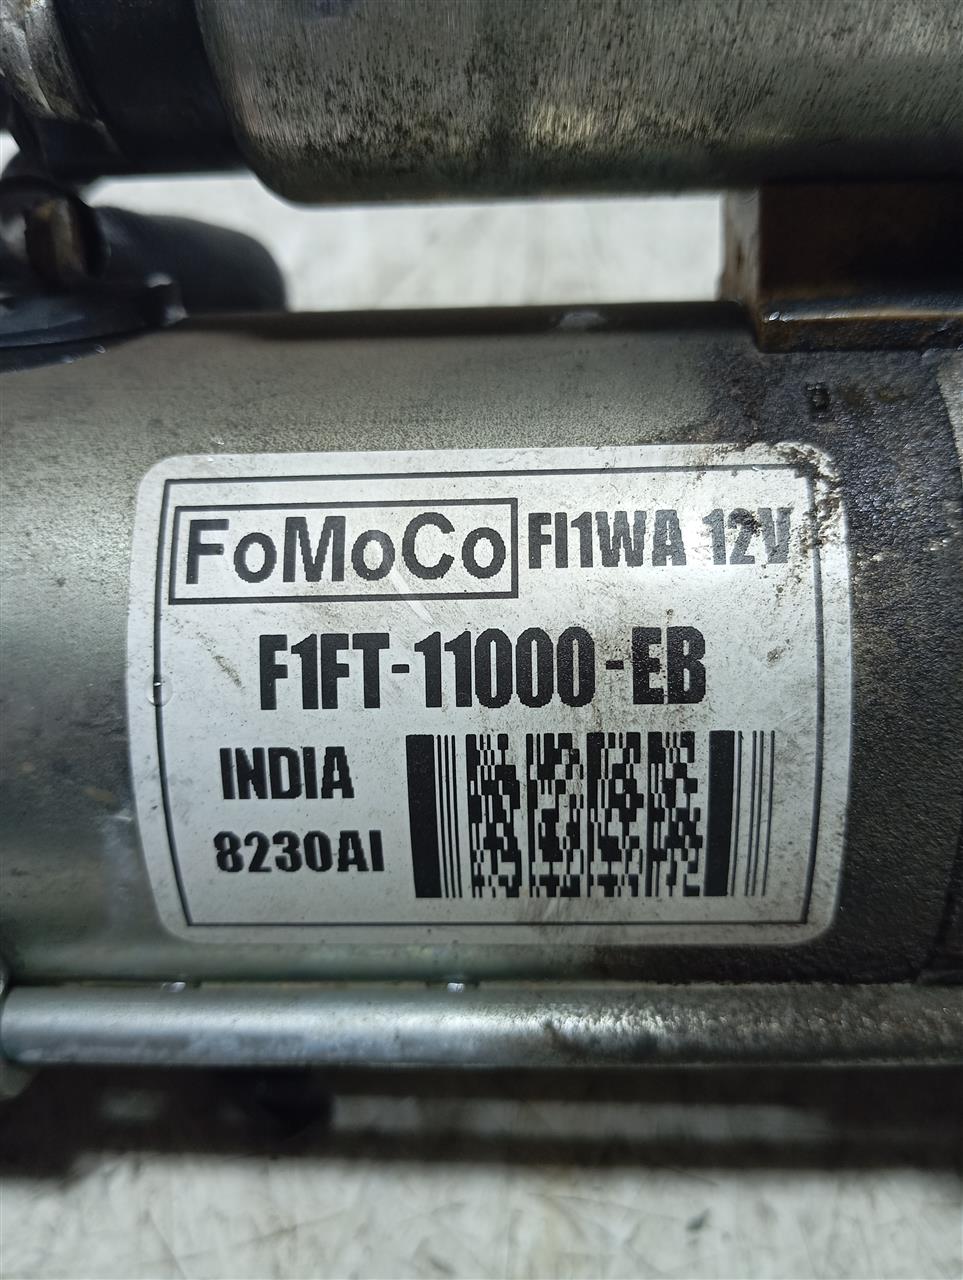 FoMoCo FI1WA 12V
F1FT-11000-EB
INDIA
8230AI